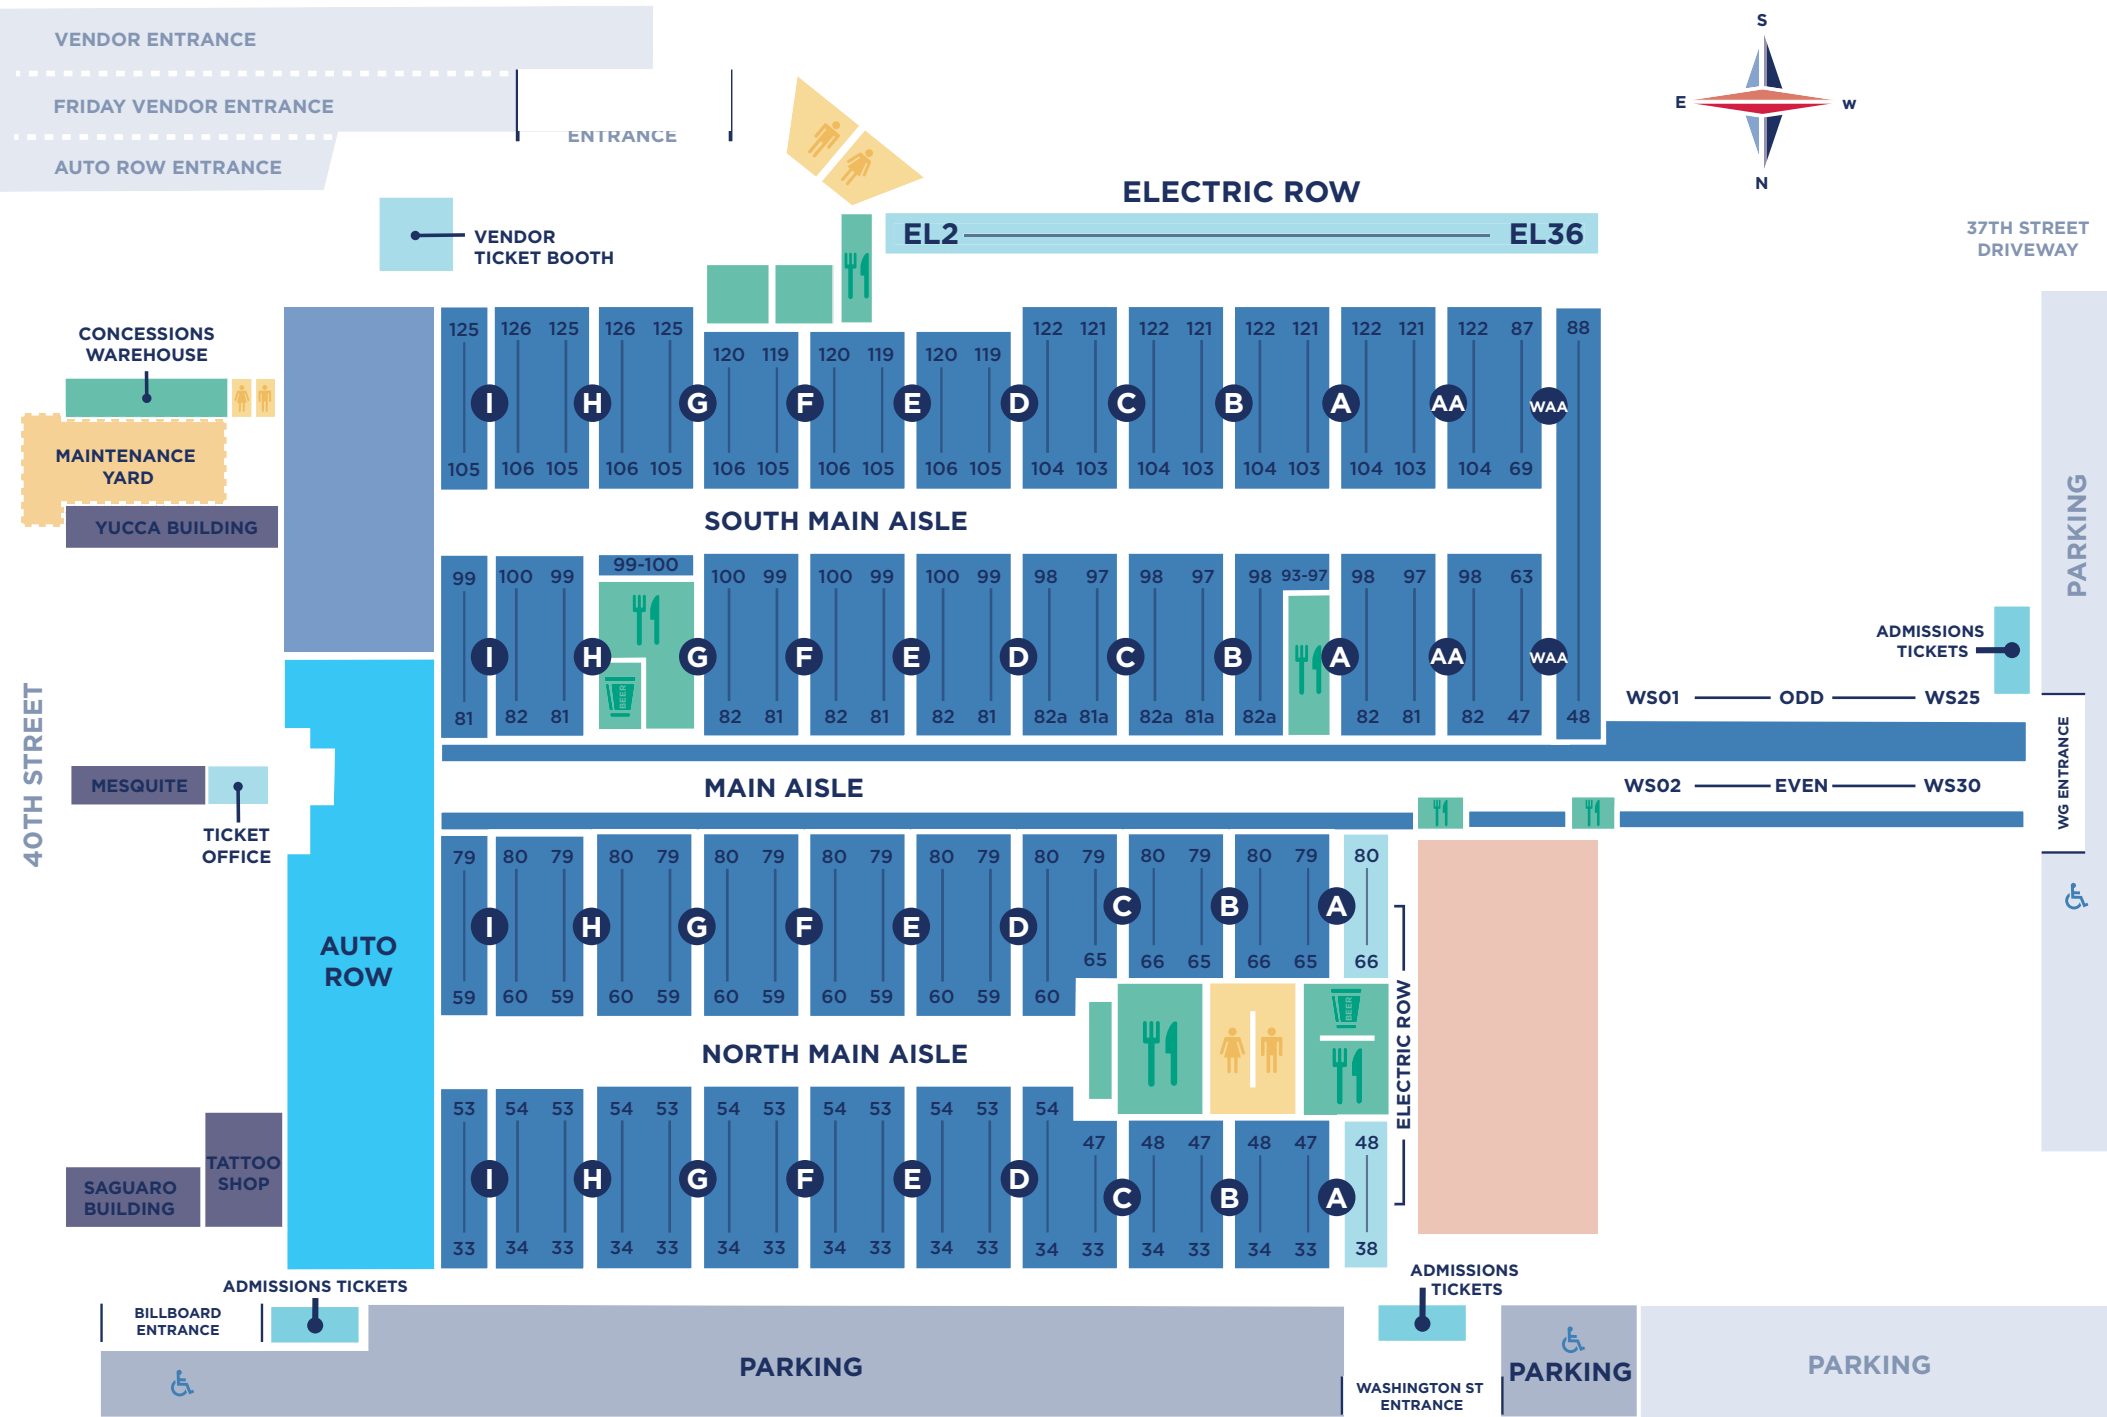 VENDOR ENTRANCE
FRIDAY VENDOR ENTRANCE
AUTO ROW ENTRANCE
ENTRANCE
S
E
W
N
ELECTRIC ROW
EL2 EL36
37TH STREET
DRIVEWAY
VENDOR
TICKET BOOTH
CONCESSIONS
WAREHOUSE
MAINTENANCE
YARD
YUCCA BUILDING
125 126 125 126 125 120 119 120 119 120 119 122 121 122 121 122 121 122 121 122 87 88
I H G F E D C B A AA WAA
105 106 105 106 105 106 105 106 105 106 105 104 103 104 103 104 103 104 103 104 69
SOUTH MAIN AISLE
PARKING
99 100 99 99-100 100 99 100 99 100 99 98 97 98 97 98 93-97 98 97 98 63
I H G F E D C B A AA WAA
BEER
81 82 81 82 81 82 81 82 81 82a 81a 82a 81a 82a 82 81 82 47 48
ADMISSIONS
TICKETS
WS01 ODD WS25
40TH STREET
MESQUITE
TICKET
OFFICE
MAIN AISLE
WS02 EVEN WS30
WG ENTRANCE
79 80 79 80 79 80 79 80 79 80 79 80 79 80 79 80 79 80
I H G F E D C B A
65 66 65 66 65 66
59 60 59 60 59 60 59 60 59 60 59 60
AUTO
ROW
BEER
ELECTRIC ROW
NORTH MAIN AISLE
53 54 53 54 53 54 53 54 53 54 53 54 47 48 47 48 47 48
I H G F E D C B A
33 34 33 34 33 34 33 34 33 34 33 34 33 34 33 34 33 38
TATTOO
SHOP
SAGUARO
BUILDING
ADMISSIONS TICKETS
BILLBOARD
ENTRANCE
ADMISSIONS
TICKETS
PARKING
WASHINGTON ST
ENTRANCE
PARKING
PARKING